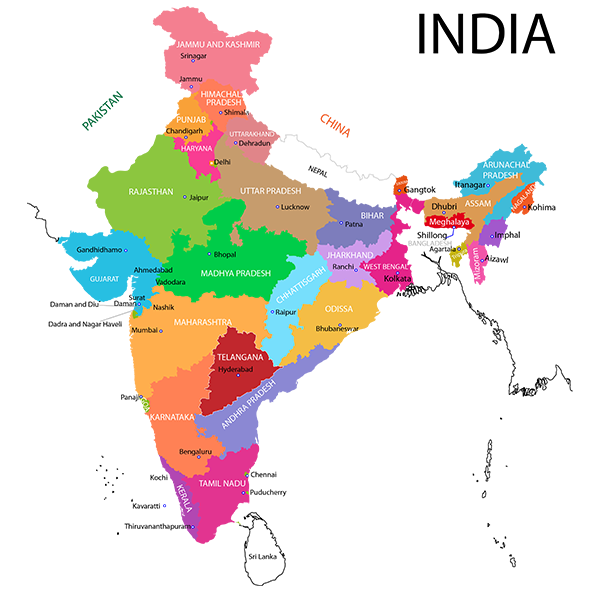 INDIA
JAMMU AND KASHMIR
Srinagar
Jammu
PAKISTAN
HIMACHAL
PRADESH
Shimala
PUNJAB
Chandigarh
CHINA
UTTARAKHAND
Dehradun
HARYANA
Delhi
NEPAL
ARUNACHAL
PRADESH
Itanagar
RAJASTHAN
Jaipur
UTTAR PRADESH
Lucknow
Gangtok
ASSAM
NAGALAND
Kohima
Dhubri
BIHAR
Patna
Meghalaya
Shillong
Imphal
BANGLADESH
Agartala
Aizawl
Mizoram
Gandhidhamo
GUJARAT
Ahmedabad
Vadodara
Bhopal
MADHYA PRADESH
JHARKHAND
Ranchi
WEST BENGAL
Kolkata
CHHATTISGARH
Surat
Daman and Diu
Daman
Nashik
Dadra and Nagar Haveli
Raipur
ODISSA
Bhubaneswar
MAHARASHTRA
Mumbai
TELANGANA
Hyderabad
ANDHRA PRADESH
Panaji
KARNATAKA
Bengaluru
Chennai
TAMIL NADU
Puducherry
Kochi
KERALA
Kavaratti
Thiruvananthapuram
Sri Lanka